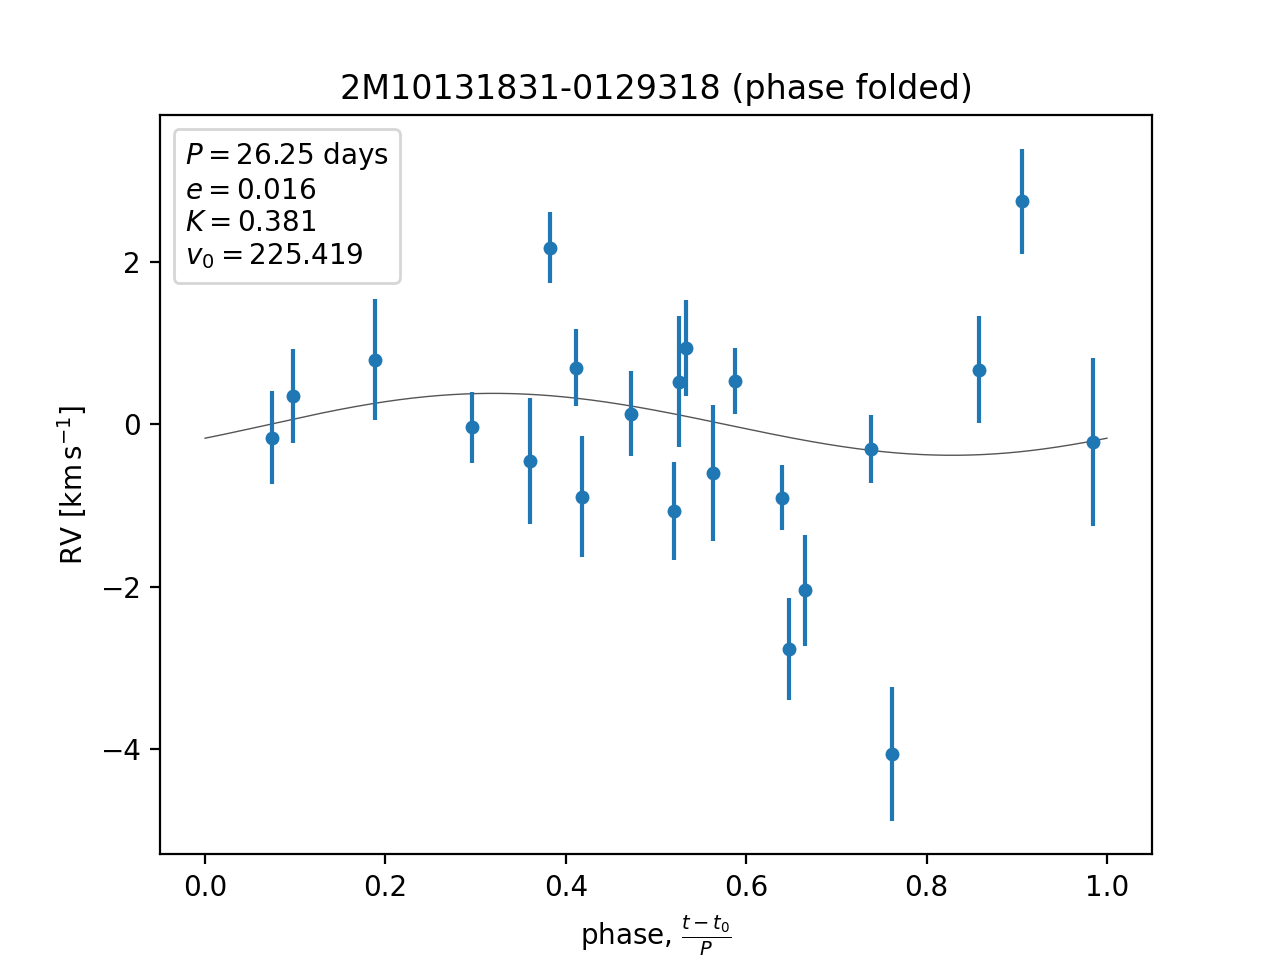 2M10131831-0129318 (phase folded)
P = 26.25 days
e = 0.016
K = 0.381
v₀ = 225.419
2
0
−2
−4
RV [km s⁻¹]
0.0 0.2 0.4 0.6 0.8 1.0
phase, (t − t₀)/P